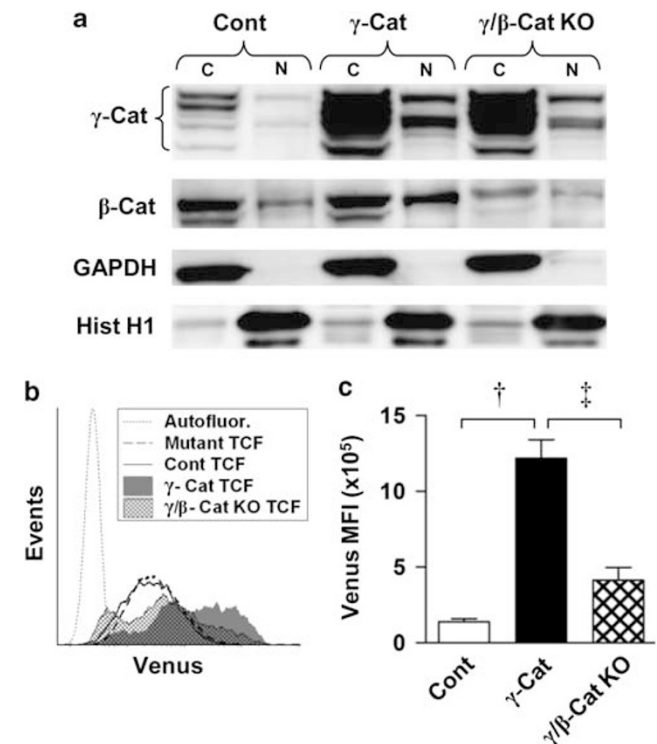 a
Cont γ-Cat γ/β-Cat KO
C N C N C N
γ-Cat
β-Cat
GAPDH
Hist H1
b
Events
Autofluor.
Mutant TCF
Cont TCF
γ- Cat TCF
γ/β- Cat KO TCF
Venus
c
† ‡
Venus MFI (x10⁵)
15
10
5
0
Cont
γ-Cat
γ/β-Cat KO